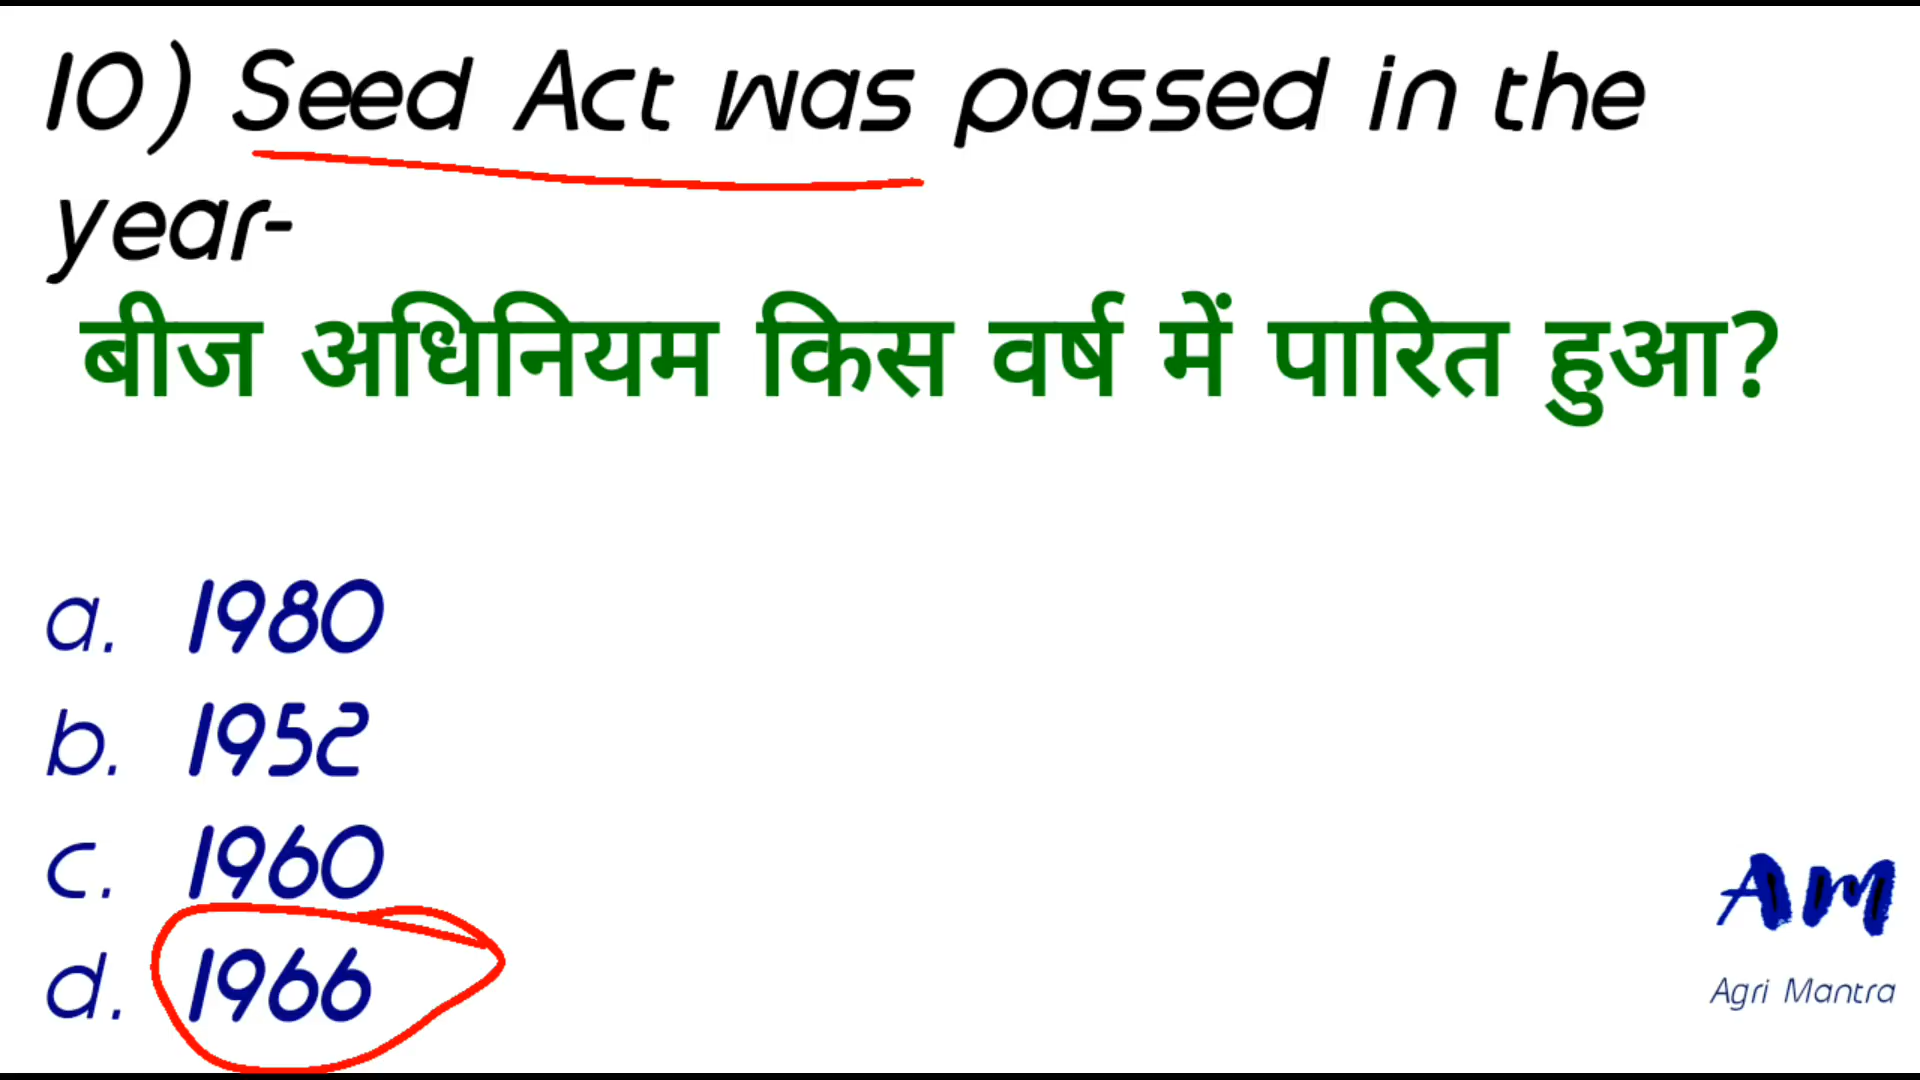 10) Seed Act was passed in the
year-
बीज अधिनियम किस वर्ष में पारित हुआ?
a. 1980
b. 1952
c. 1960
d. 1966
AM
Agri Mantra